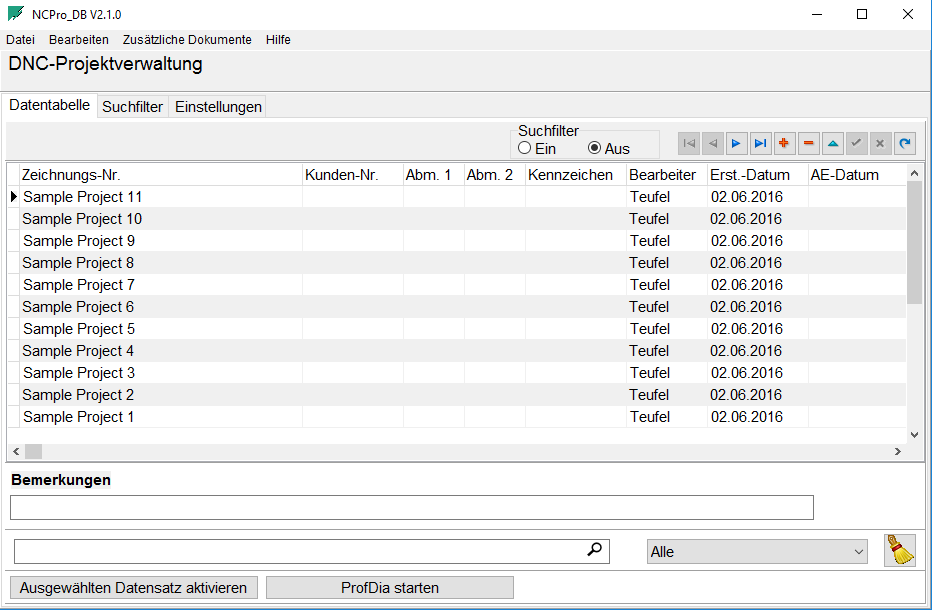 NCPro_DB V2.1.0
Datei Bearbeiten Zusätzliche Dokumente Hilfe
DNC-Projektverwaltung
Datentabelle Suchfilter Einstellungen
Suchfilter
Ein Aus
Zeichnungs-Nr. Kunden-Nr. Abm. 1 Abm. 2 Kennzeichen Bearbeiter Erst.-Datum AE-Datum
Sample Project 11 Teufel 02.06.2016
Sample Project 10 Teufel 02.06.2016
Sample Project 9 Teufel 02.06.2016
Sample Project 8 Teufel 02.06.2016
Sample Project 7 Teufel 02.06.2016
Sample Project 6 Teufel 02.06.2016
Sample Project 5 Teufel 02.06.2016
Sample Project 4 Teufel 02.06.2016
Sample Project 3 Teufel 02.06.2016
Sample Project 2 Teufel 02.06.2016
Sample Project 1 Teufel 02.06.2016
Bemerkungen
Alle
Ausgewählten Datensatz aktivieren ProfDia starten